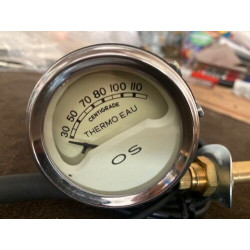 30 50 70 80 100 110
CENTIGRADE
THERMO EAU
OS